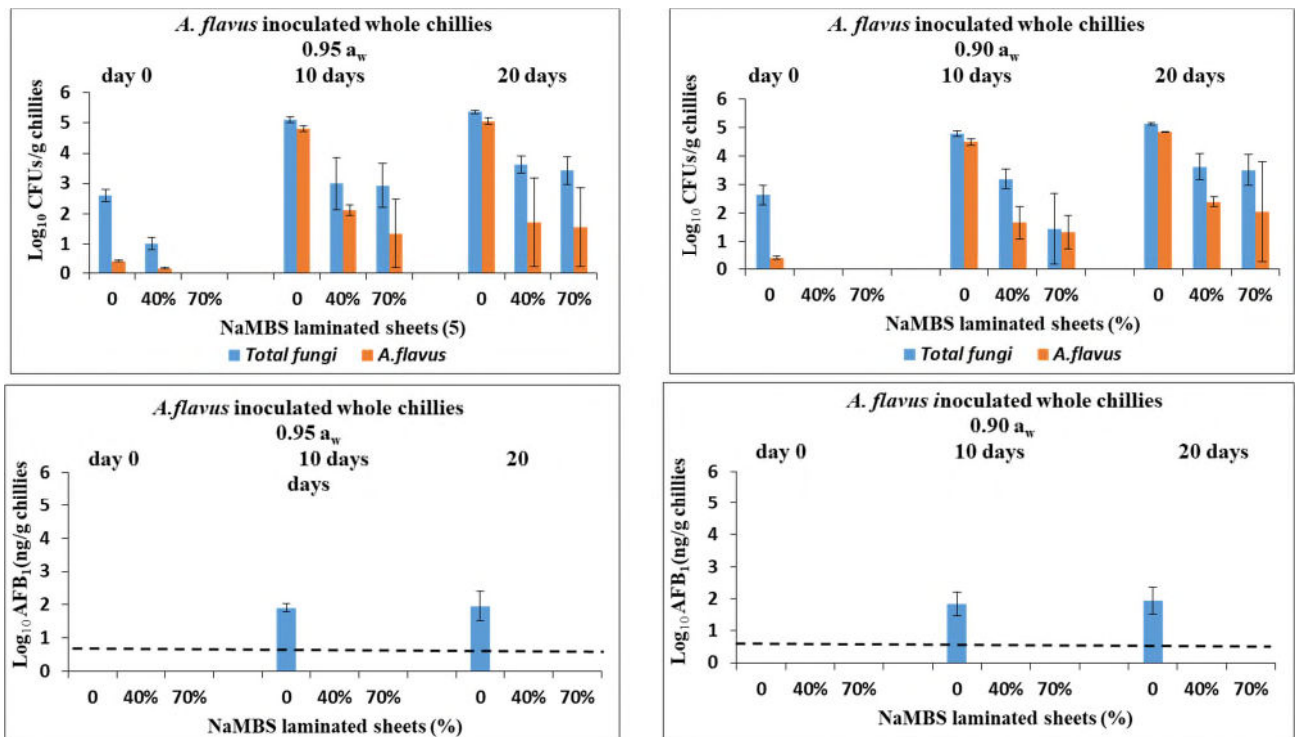 A. flavus inoculated whole chillies
0.95 aw
day 0 10 days 20 days
Log10 CFUs/g chillies
6
5
4
3
2
1
0
0 40% 70% 0 40% 70% 0 40% 70%
NaMBS laminated sheets (5)
Total fungi A.flavus
A. flavus inoculated whole chillies
0.90 aw
day 0 10 days 20 days
Log10 CFUs/g chillies
6
5
4
3
2
1
0
0 40% 70% 0 40% 70% 0 40% 70%
NaMBS laminated sheets (%)
Total fungi A.flavus
A.flavus inoculated whole chillies
0.95 aw
day 0 10 days 20
days
Log10 AFB1(ng/g chillies
6
5
4
3
2
1
0
0 40% 70% 0 40% 70% 0 40% 70%
NaMBS laminated sheets (%)
A. flavus inoculated whole chillies
0.90 aw
day 0 10 days 20 days
Log10 AFB1(ng/g chillies
6
5
4
3
2
1
0
0 40% 70% 0 40% 70% 0 40% 70%
NaMBS laminated sheets (%)